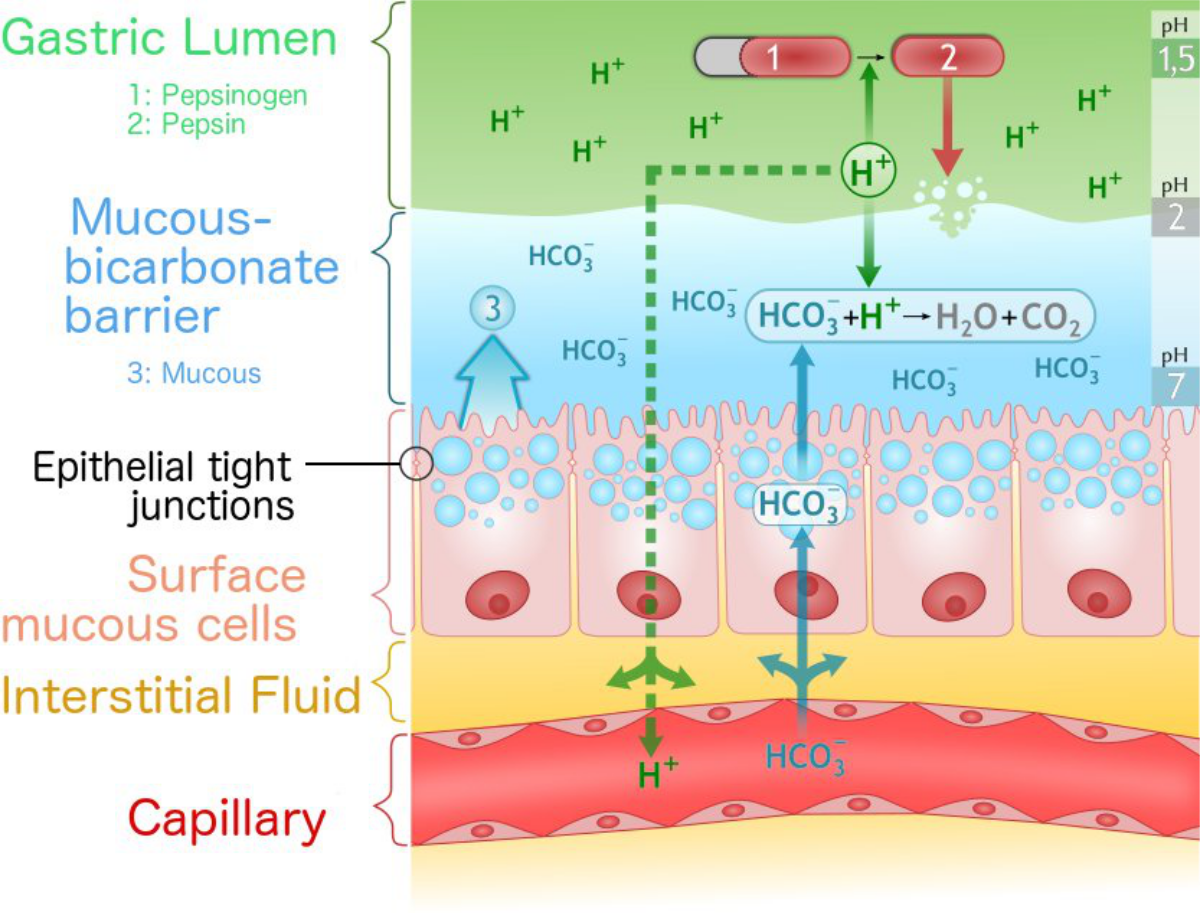 Gastric Lumen
1: Pepsinogen
2: Pepsin
Mucous-
bicarbonate
barrier
3: Mucous
Epithelial tight
junctions
Surface
mucous cells
Interstitial Fluid
Capillary
1
2
pH
1,5
H⁺
H⁺
H⁺
H⁺
H⁺
H⁺
H⁺
H⁺
pH
2
HCO₃⁻
3
HCO₃⁻
HCO₃⁻+H⁺→H₂O+CO₂
HCO₃⁻
HCO₃⁻
HCO₃⁻
pH
7
HCO₃⁻
HCO₃⁻
H⁺